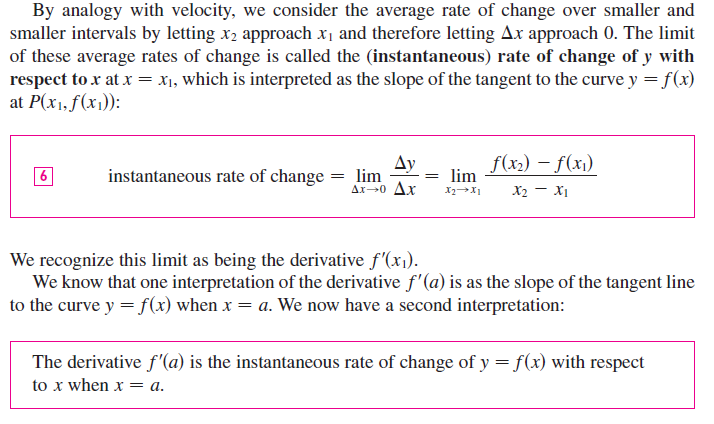 By analogy with velocity, we consider the average rate of change over smaller and
smaller intervals by letting x₂ approach x₁ and therefore letting Δx approach 0. The limit
of these average rates of change is called the (instantaneous) rate of change of y with
respect to x at x = x₁, which is interpreted as the slope of the tangent to the curve y = f(x)
at P(x₁, f(x₁)):
6 instantaneous rate of change = lim_{Δx→0} Δy/Δx = lim_{x₂→x₁} (f(x₂) − f(x₁))/(x₂ − x₁)
We recognize this limit as being the derivative f′(x₁).
We know that one interpretation of the derivative f′(a) is as the slope of the tangent line
to the curve y = f(x) when x = a. We now have a second interpretation:
The derivative f′(a) is the instantaneous rate of change of y = f(x) with respect
to x when x = a.